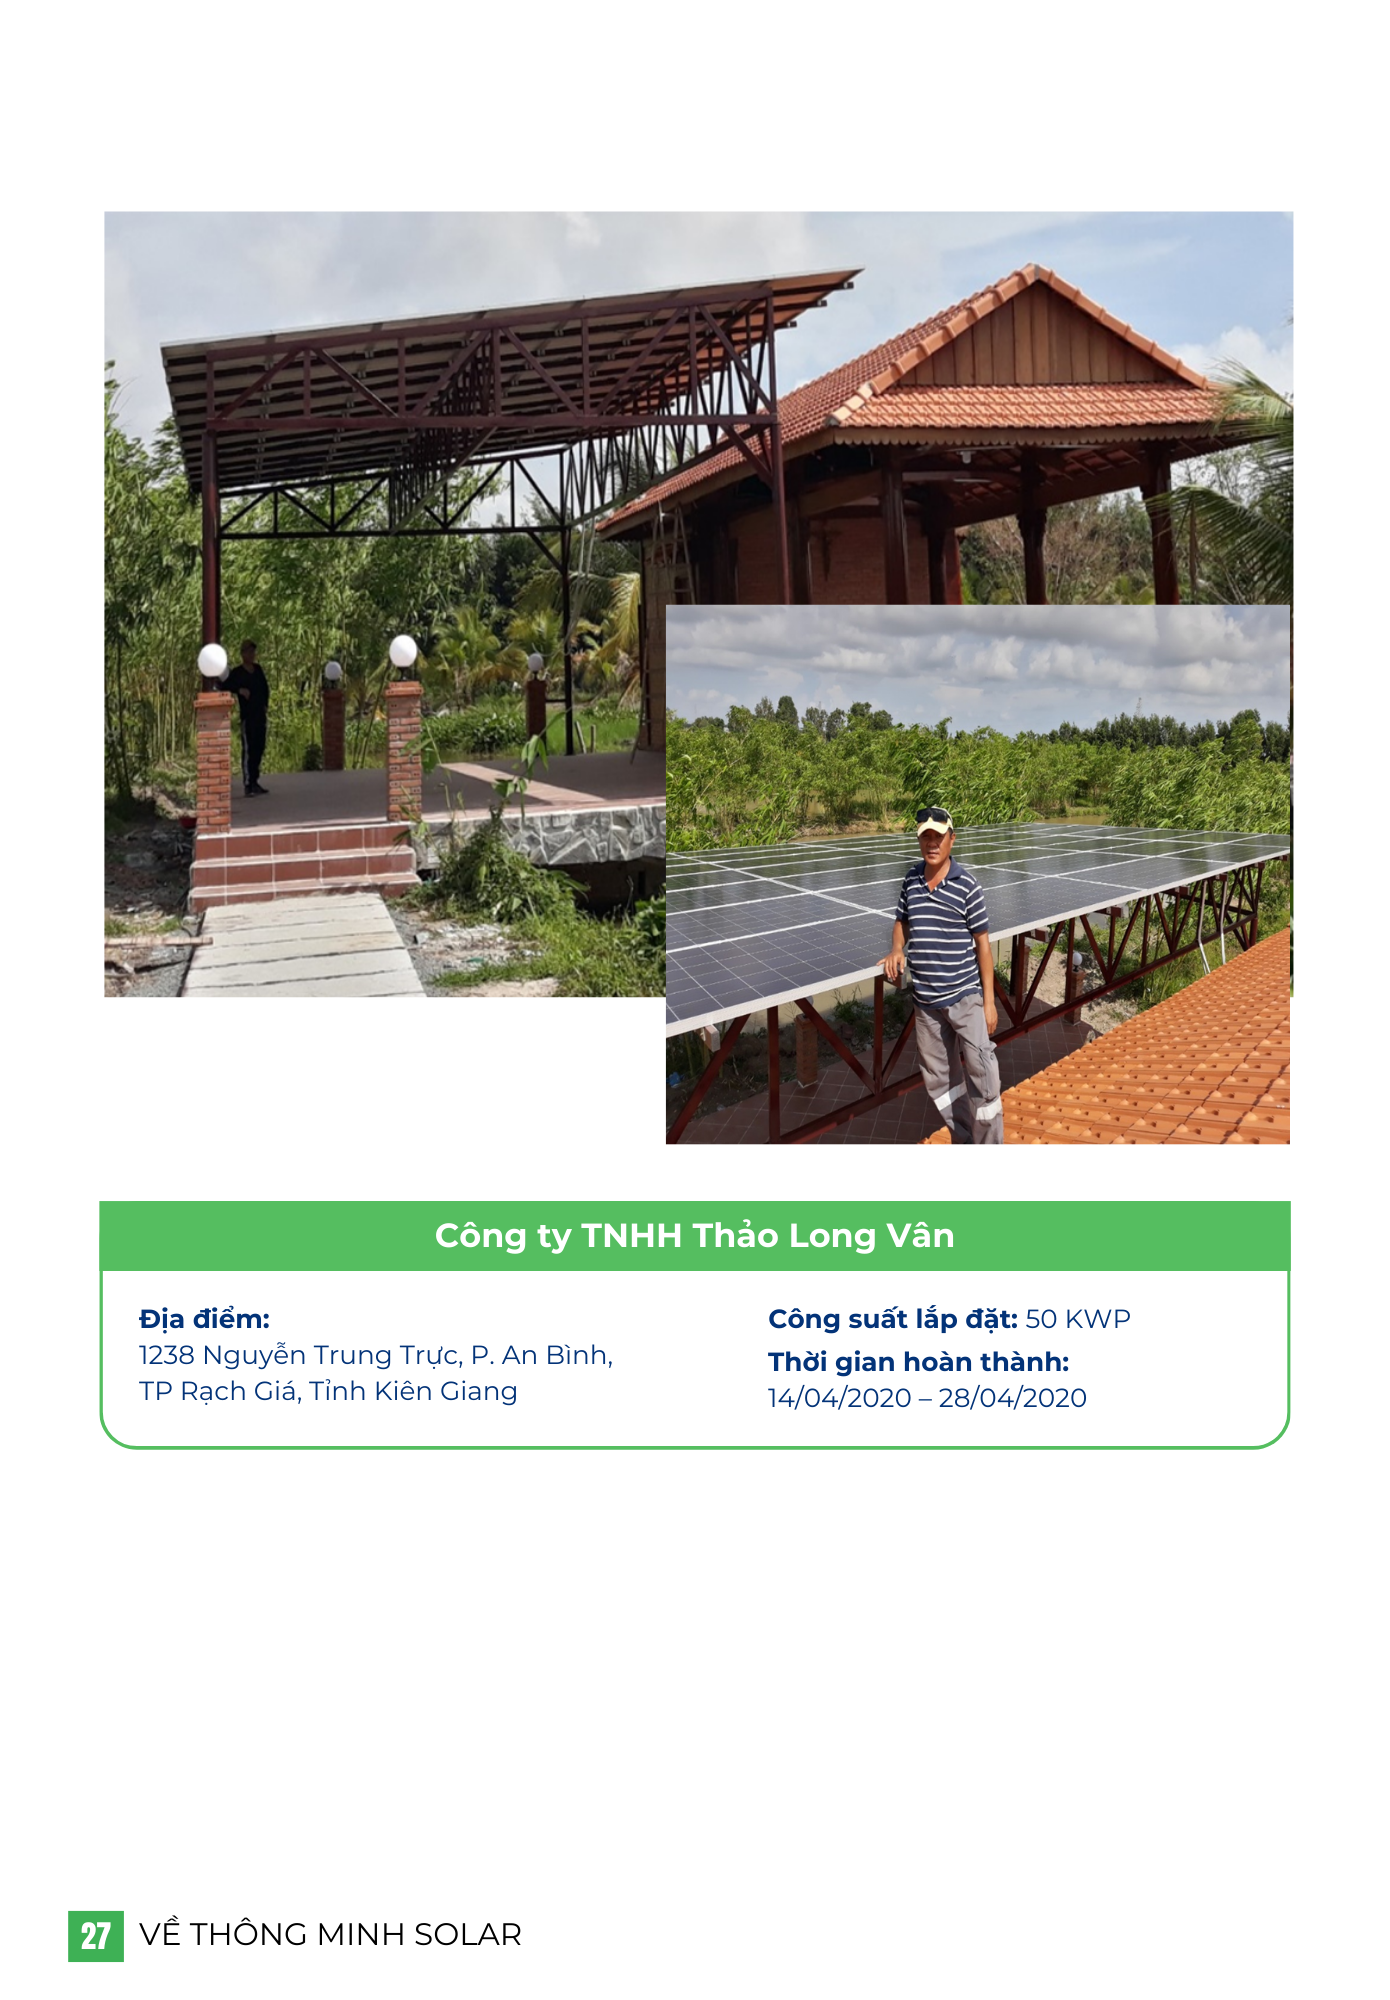 Công ty TNHH Thảo Long Vân
Địa điểm:
1238 Nguyễn Trung Trực, P. An Bình,
TP Rạch Giá, Tỉnh Kiên Giang
Công suất lắp đặt: 50 KWP
Thời gian hoàn thành:
14/04/2020 – 28/04/2020
27 VỀ THÔNG MINH SOLAR